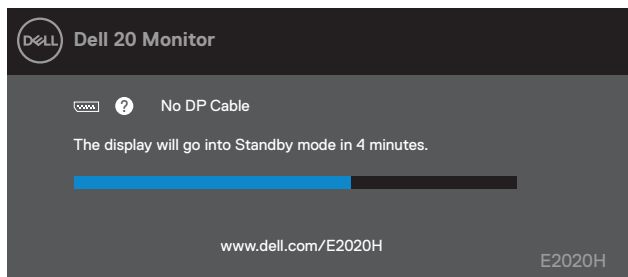 DELL
Dell 20 Monitor
? No DP Cable
The display will go into Standby mode in 4 minutes.
www.dell.com/E2020H
E2020H